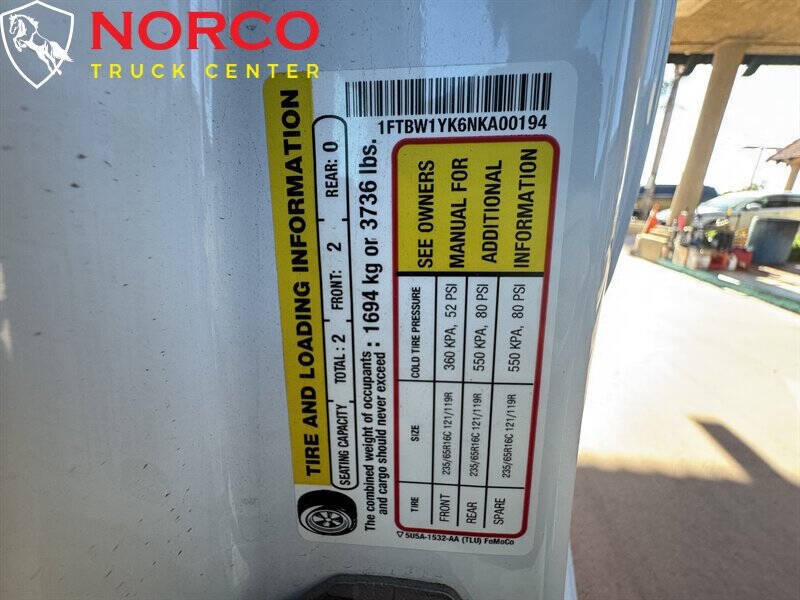 NORCO
TRUCK CENTER
1FTBW1YK6NKA00194
TIRE AND LOADING INFORMATION
SEATING CAPACITY TOTAL: 2 FRONT: 2 REAR: 0
The combined weight of occupants
and cargo should never exceed : 1694 kg or 3736 lbs.
TIRE SIZE COLD TIRE PRESSURE
FRONT 235/65R16C 121/119R 360 KPA, 52 PSI
REAR 235/65R16C 121/119R 550 KPA, 80 PSI
SPARE 235/65R16C 121/119R 550 KPA, 80 PSI
SEE OWNERS
MANUAL FOR
ADDITIONAL
INFORMATION
5U5A-1532-AA (TLU) FoMoCo